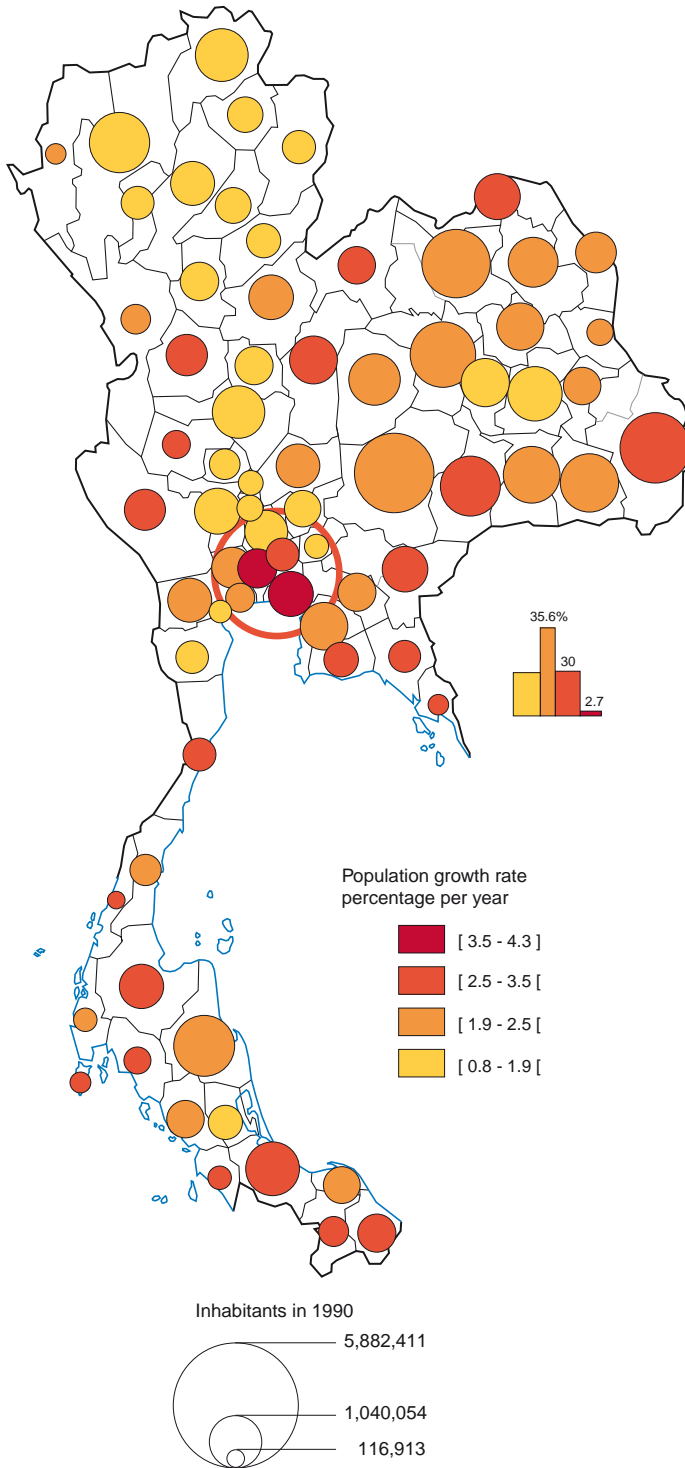 35.6%
30
2.7
Population growth rate
percentage per year
[ 3.5 - 4.3 ]
[ 2.5 - 3.5 [
[ 1.9 - 2.5 [
[ 0.8 - 1.9 [
Inhabitants in 1990
5,882,411
1,040,054
116,913